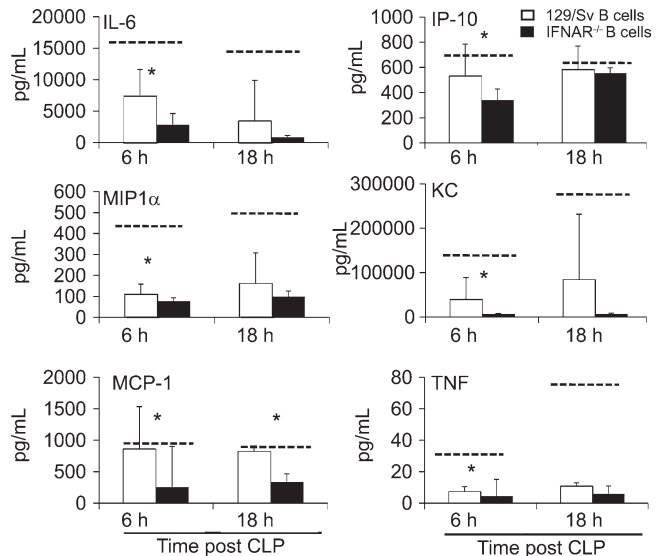 IL-6
pg/mL
20000
15000
10000
5000
0
*
6 h
18 h
IP-10
129/Sv B cells
IFNAR⁻/⁻ B cells
pg/mL
1000
800
600
400
200
0
*
6 h
18 h
MIP1α
pg/mL
600
500
400
300
200
100
0
*
6 h
18 h
KC
pg/mL
300000
200000
100000
0
*
6 h
18 h
MCP-1
pg/mL
2000
1500
1000
500
0
*
*
6 h
18 h
Time post CLP
TNF
pg/mL
80
60
40
20
0
*
6 h
18 h
Time post CLP